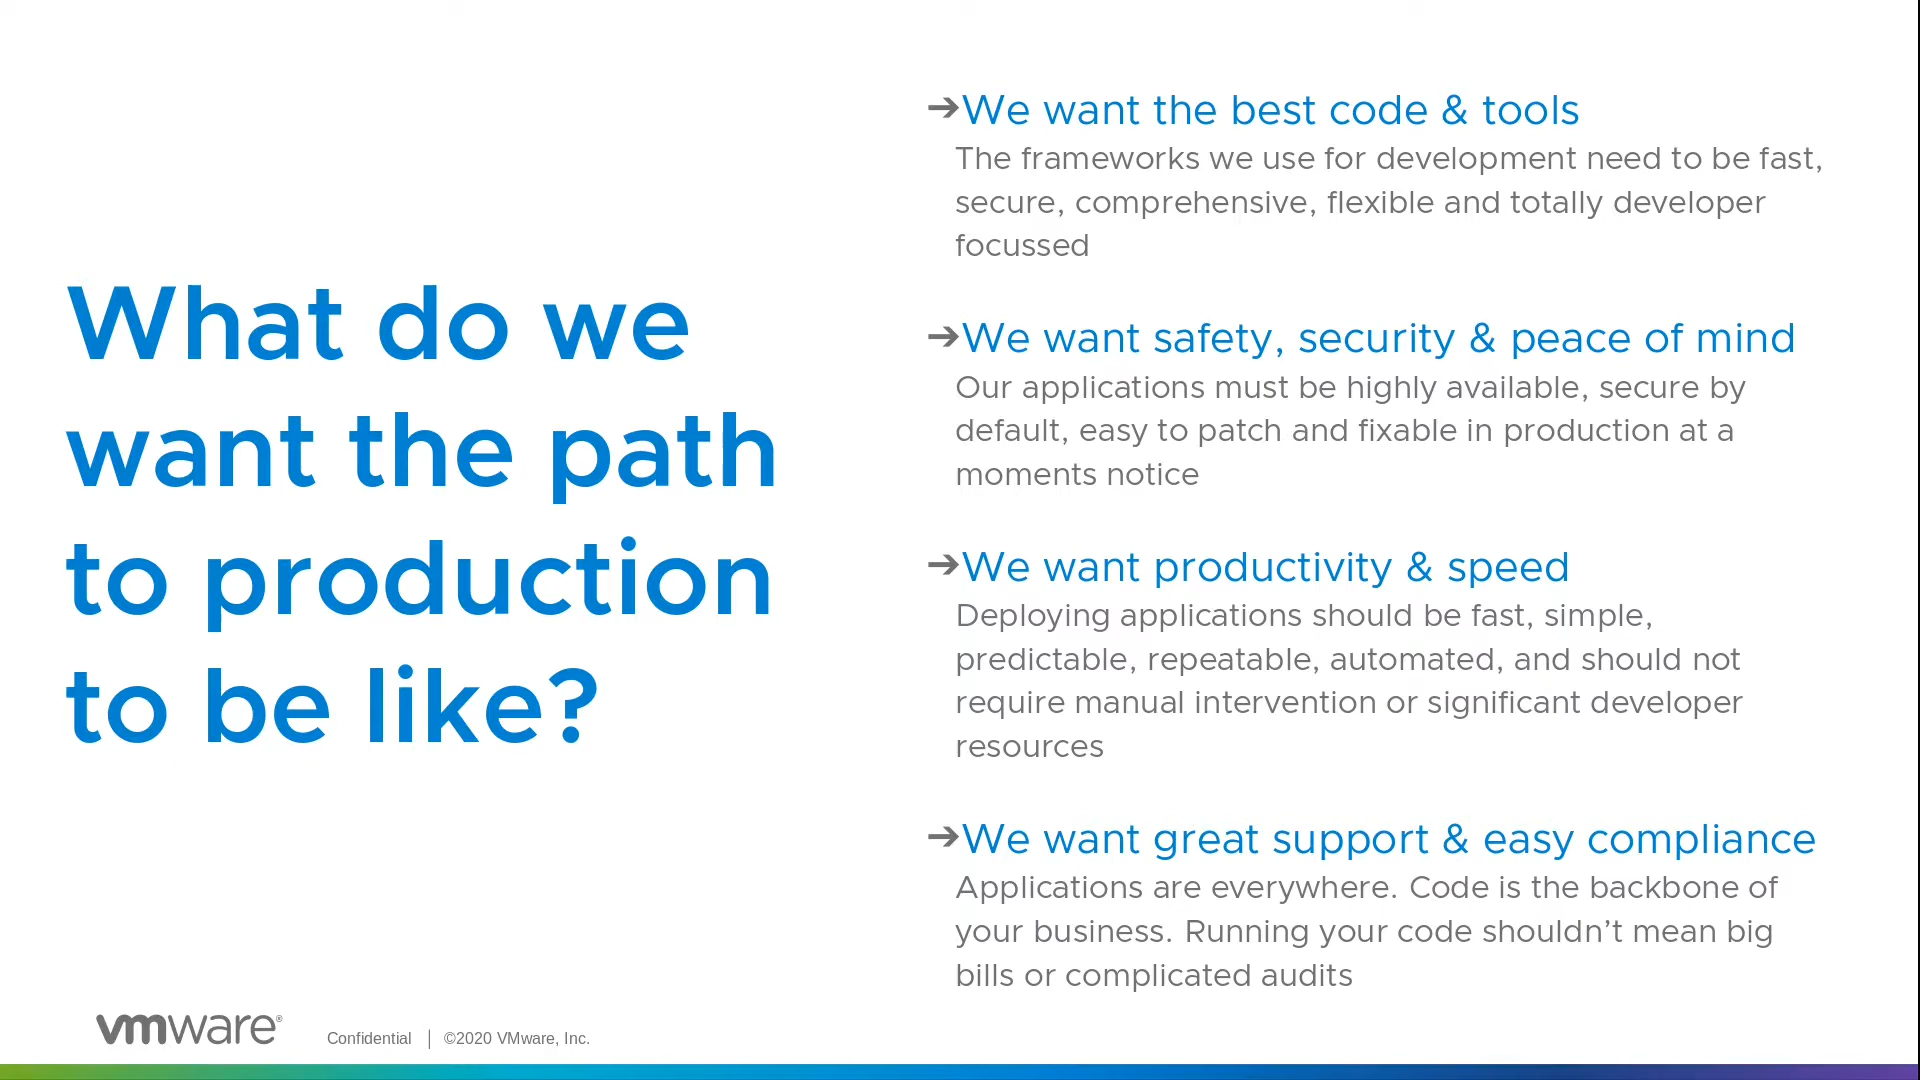 What do we
want the path
to production
to be like?
➔We want the best code & tools
The frameworks we use for development need to be fast,
secure, comprehensive, flexible and totally developer
focussed
➔We want safety, security & peace of mind
Our applications must be highly available, secure by
default, easy to patch and fixable in production at a
moments notice
➔We want productivity & speed
Deploying applications should be fast, simple,
predictable, repeatable, automated, and should not
require manual intervention or significant developer
resources
➔We want great support & easy compliance
Applications are everywhere. Code is the backbone of
your business. Running your code shouldn’t mean big
bills or complicated audits
vmware®
Confidential │ ©2020 VMware, Inc.